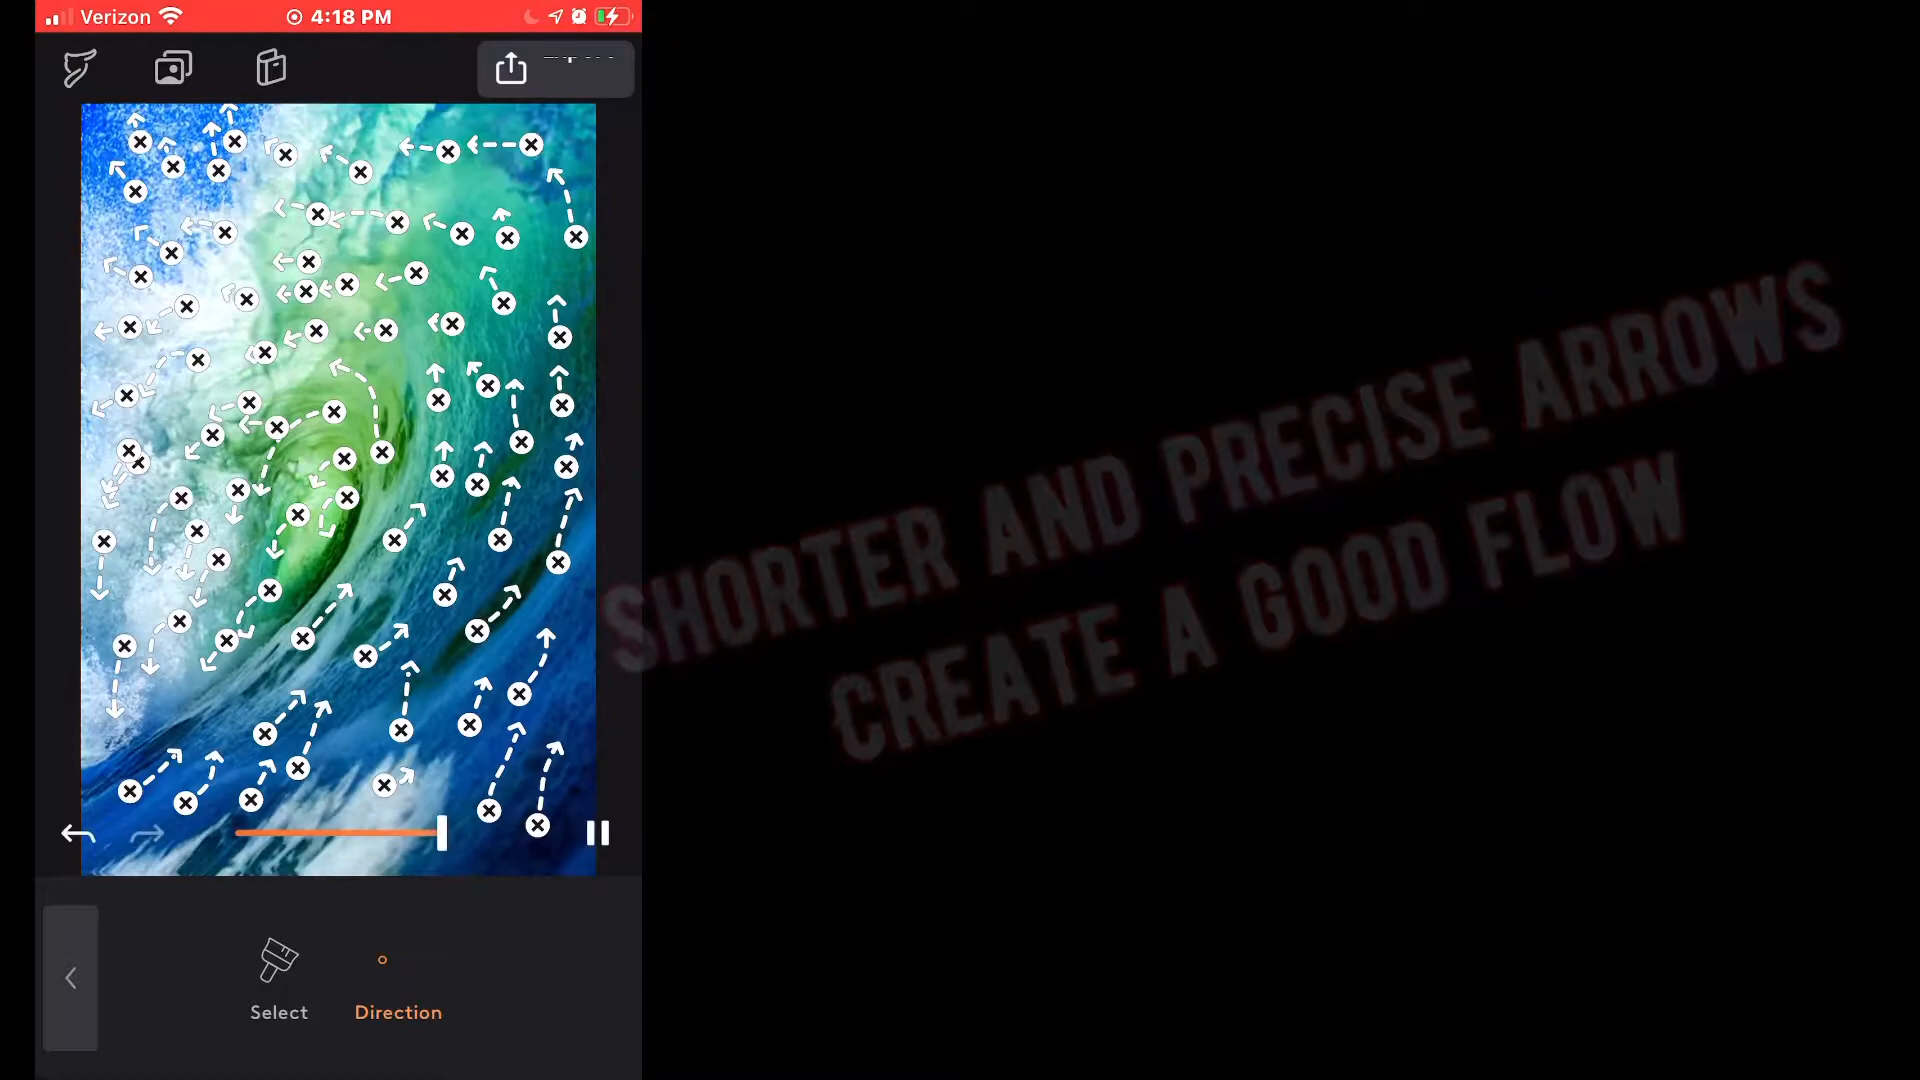 Verizon 4:18 PM
SHORTER AND PRECISE ARROWS
CREATE A GOOD FLOW
Select Direction